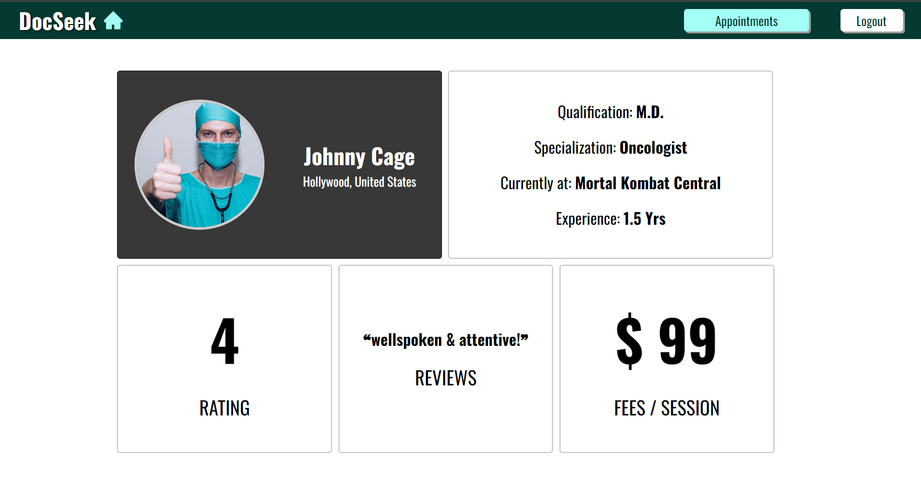 DocSeek
Appointments
Logout
Johnny Cage
Hollywood, United States
Qualification: M.D.
Specialization: Oncologist
Currently at: Mortal Kombat Central
Experience: 1.5 Yrs
4
RATING
❝wellspoken & attentive!❞
REVIEWS
$ 99
FEES / SESSION